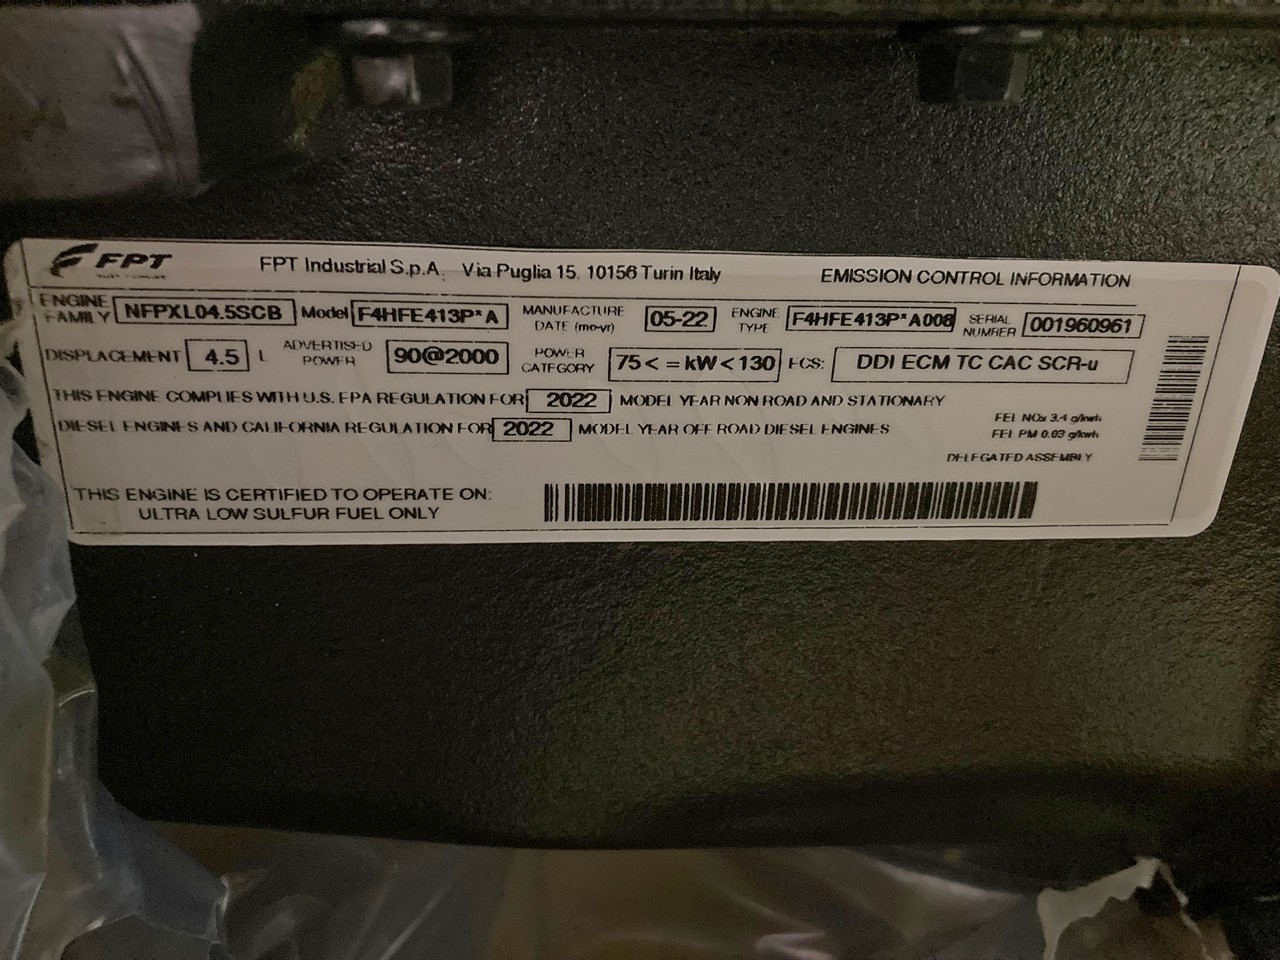 FPT FPT Industrial S.p.A. Via Puglia 15. 10156 Turin Italy EMISSION CONTROL INFORMATION
ENGINE FAMILY NFPXL04.5SCB Model F4HFE413P*A MANUFACTURE DATE (mo-yr) 05-22 ENGINE TYPE F4HFE413P*A008 SERIAL NUMBER 001960961
DISPLACEMENT 4.5 L ADVERTISED POWER 90@2000 POWER CATEGORY 75<=kW<130 ECS: DDI ECM TC CAC SCR-u
THIS ENGINE COMPLIES WITH U.S. EPA REGULATION FOR 2022 MODEL YEAR NON ROAD AND STATIONARY
DIESEL ENGINES AND CALIFORNIA REGULATION FOR 2022 MODEL YEAR OFF ROAD DIESEL ENGINES
FEL NOx 3.4 g/kwh
FEL PM 0.03 g/kwh
DELEGATED ASSEMBLY
THIS ENGINE IS CERTIFIED TO OPERATE ON:
ULTRA LOW SULFUR FUEL ONLY